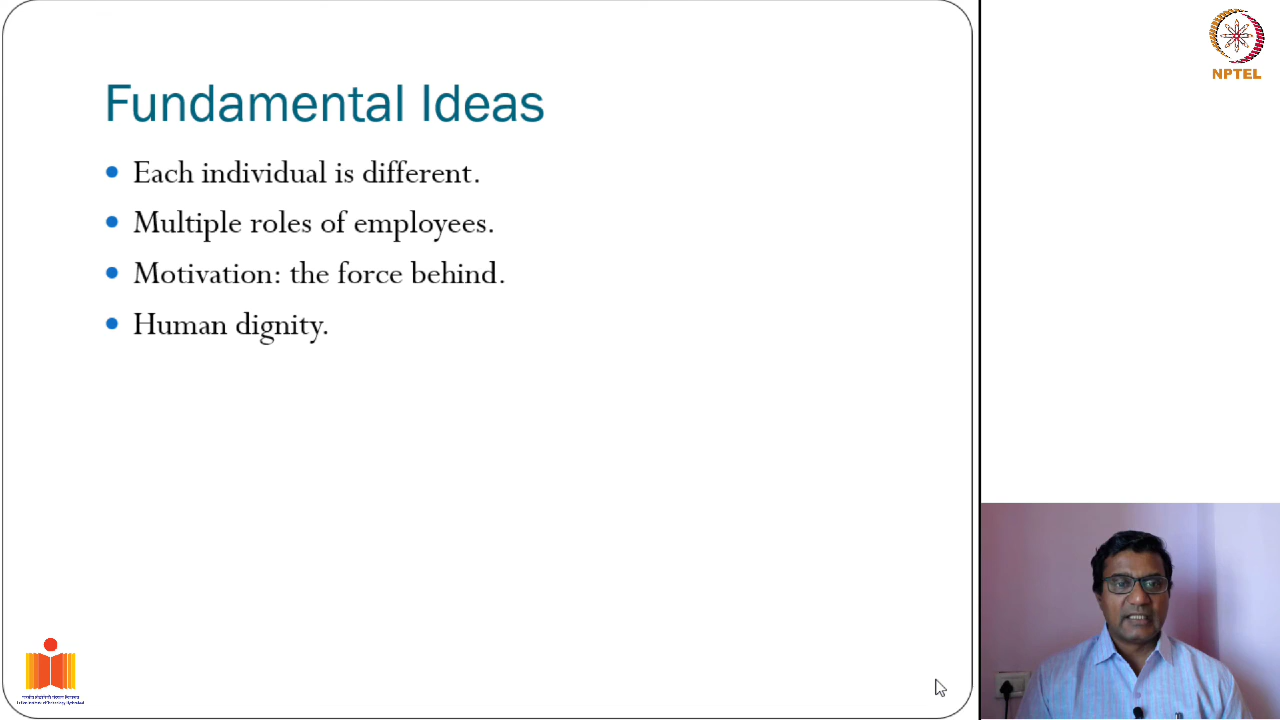 Fundamental Ideas
Each individual is different.
Multiple roles of employees.
Motivation: the force behind.
Human dignity.
NPTEL